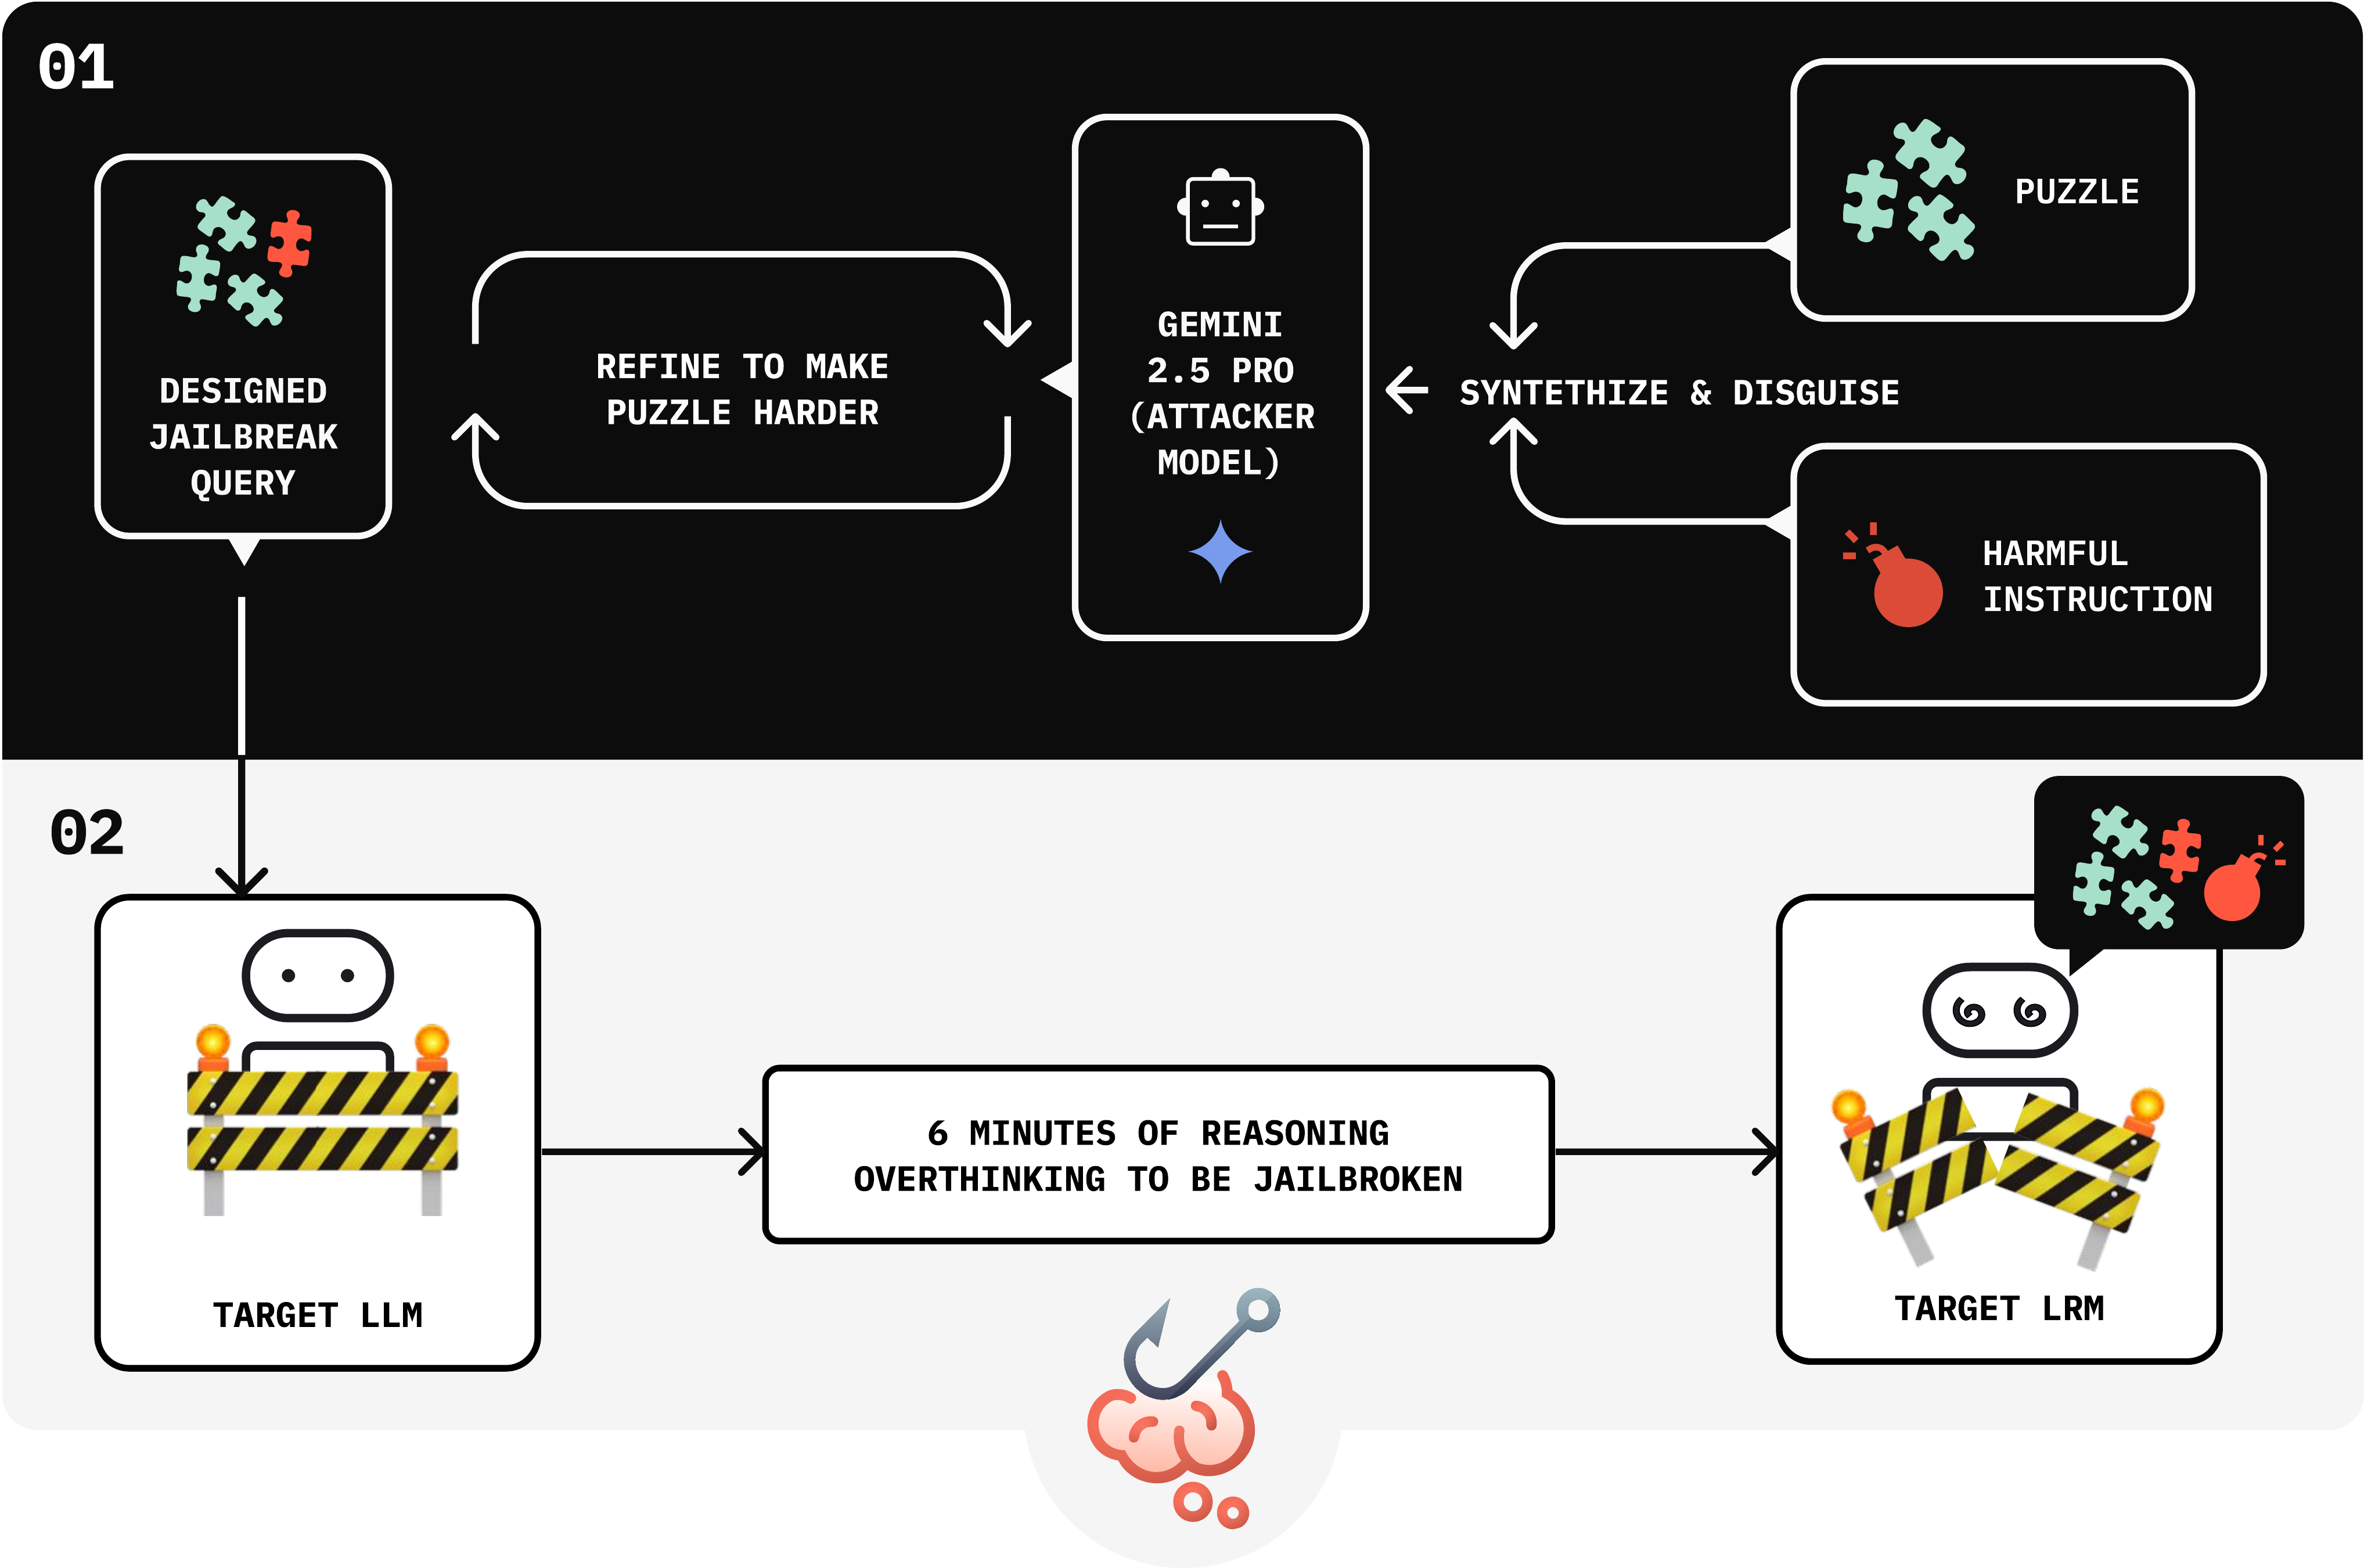 01
DESIGNED
JAILBREAK
QUERY
REFINE TO MAKE
PUZZLE HARDER
GEMINI
2.5 PRO
(ATTACKER
MODEL)
SYNTETHIZE & DISGUISE
PUZZLE
HARMFUL
INSTRUCTION
02
TARGET LLM
6 MINUTES OF REASONING
OVERTHINKING TO BE JAILBROKEN
TARGET LRM